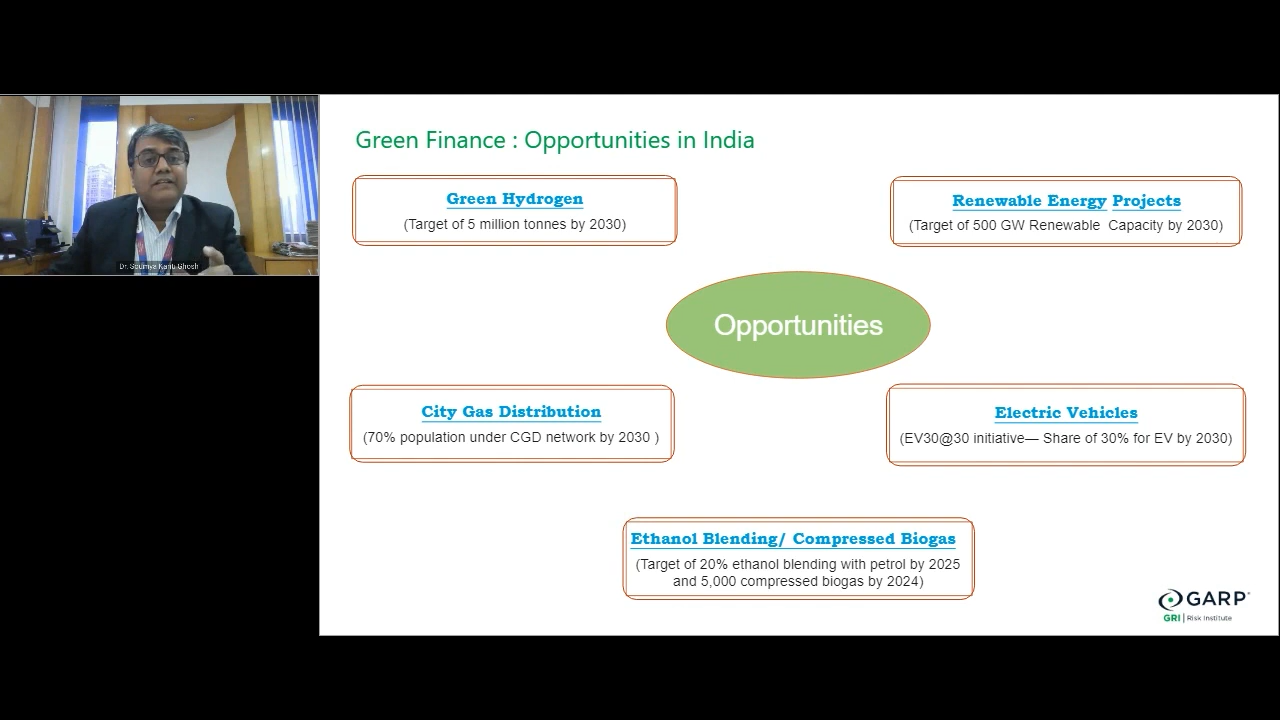 Dr. Soumya Kanti Ghosh
Green Finance : Opportunities in India
Green Hydrogen
(Target of 5 million tonnes by 2030)
Renewable Energy Projects
(Target of 500 GW Renewable Capacity by 2030)
Opportunities
City Gas Distribution
(70% population under CGD network by 2030 )
Electric Vehicles
(EV30@30 initiative— Share of 30% for EV by 2030)
Ethanol Blending/ Compressed Biogas
(Target of 20% ethanol blending with petrol by 2025
and 5,000 compressed biogas by 2024)
GARP
GRI | Risk Institute